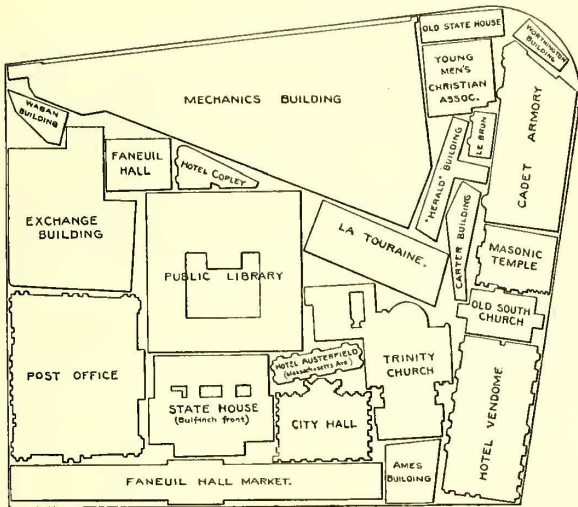 OLD STATE HOUSE
WORTHINGTON
BUILDING
YOUNG
MEN'S
CHRISTIAN
ASSOC.
MECHANICS BUILDING
WABAN
BUILDING
FANEUIL
HALL
HOTEL COPLEY
"HERALD" BUILDING
LE BRUN
CADET ARMORY
EXCHANGE
BUILDING
PUBLIC LIBRARY
LA TOURAINE.
CARTER BUILDING
MASONIC
TEMPLE
OLD SOUTH
CHURCH
POST OFFICE
STATE HOUSE
(Bulfinch front)
HOTEL AUSTERFIELD
(Massachusetts Ave.)
CITY HALL
TRINITY
CHURCH
HOTEL VENDOME
AMES
BUILDING
FANEUIL HALL MARKET.